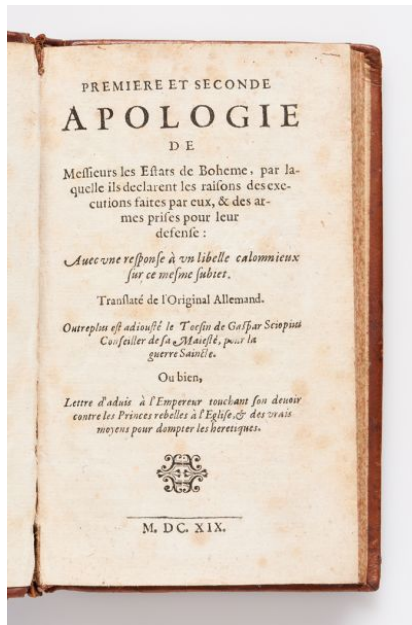 PREMIERE ET SECONDE
APOLOGIE
DE
Meſſieurs les Eſtats de Boheme, par la-
quelle ils declarent les raiſons des exe-
cutions faites par eux, & des ar-
mes priſes pour leur
defenſe :
Auec vne reſponſe à vn libelle calomnieux
ſur ce meſme ſubiet.
Tranſlaté de l'Original Allemand.
Outreplus eſt adiouſté le Tocſin de Gaſpar Sciopius
Conſeiller de ſa Maieſté, pour la
guerre Saincte.
Ou bien,
Lettre d'aduis à l'Empereur touchant ſon deuoir
contre les Princes rebelles à l'Egliſe, & des vrais
moyens pour dompter les heretiques.
M. DC. XIX.